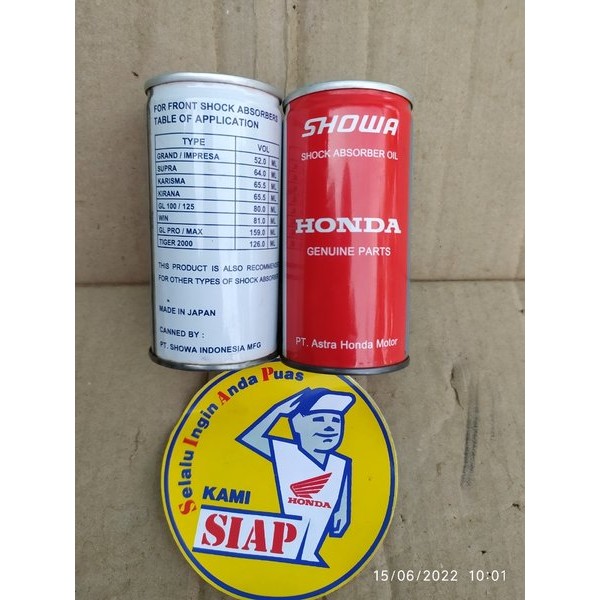 FOR FRONT SHOCK ABSORBERS
TABLE OF APPLICATION
TYPE VOL
GRAND / IMPRESA 52.0 ML
SUPRA 64.0 ML
KARISMA 65.5 ML
KIRANA 65.5 ML
GL 100 / 125 80.0 ML
WIN 81.0 ML
GL PRO / MAX 159.0 ML
TIGER 2000 126.0 ML
THIS PRODUCT IS ALSO RECOMMEN
FOR OTHER TYPES OF SHOCK ABSORBE
MADE IN JAPAN
CANNED BY :
PT. SHOWA INDONESIA MFG
SHOWA
SHOCK ABSORBER OIL
HONDA
GENUINE PARTS
PT. Astra Honda Motor
Selalu Ingin Anda Puas
KAMI
SIAP
HONDA
15/06/2022 10:01